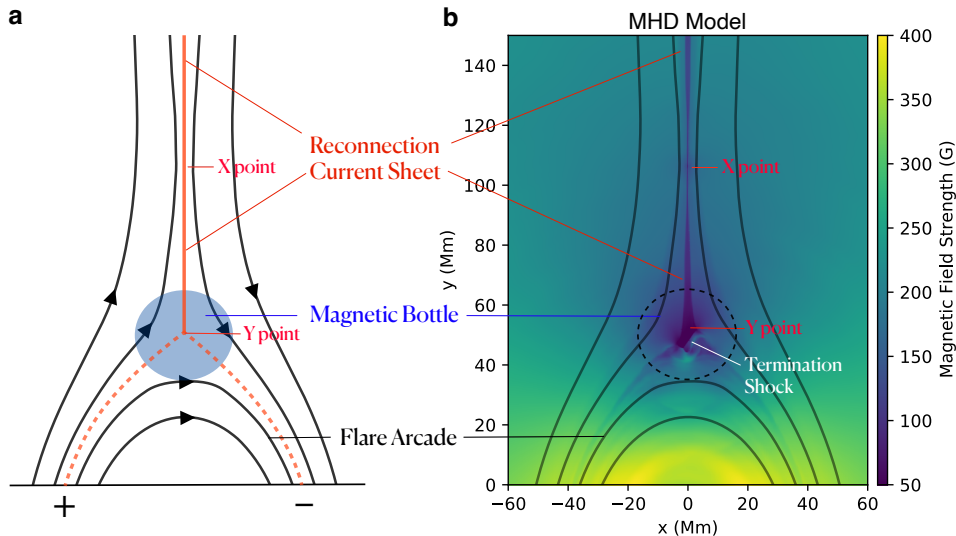 a
Reconnection
Current Sheet
X point
Magnetic Bottle
Y point
Flare Arcade
+
−
b
MHD Model
140
120
100
80
60
40
20
0
y (Mm)
X point
Y point
Termination
Shock
−60
−40
−20
0
20
40
60
x (Mm)
400
350
300
250
200
150
100
50
Magnetic Field Strength (G)